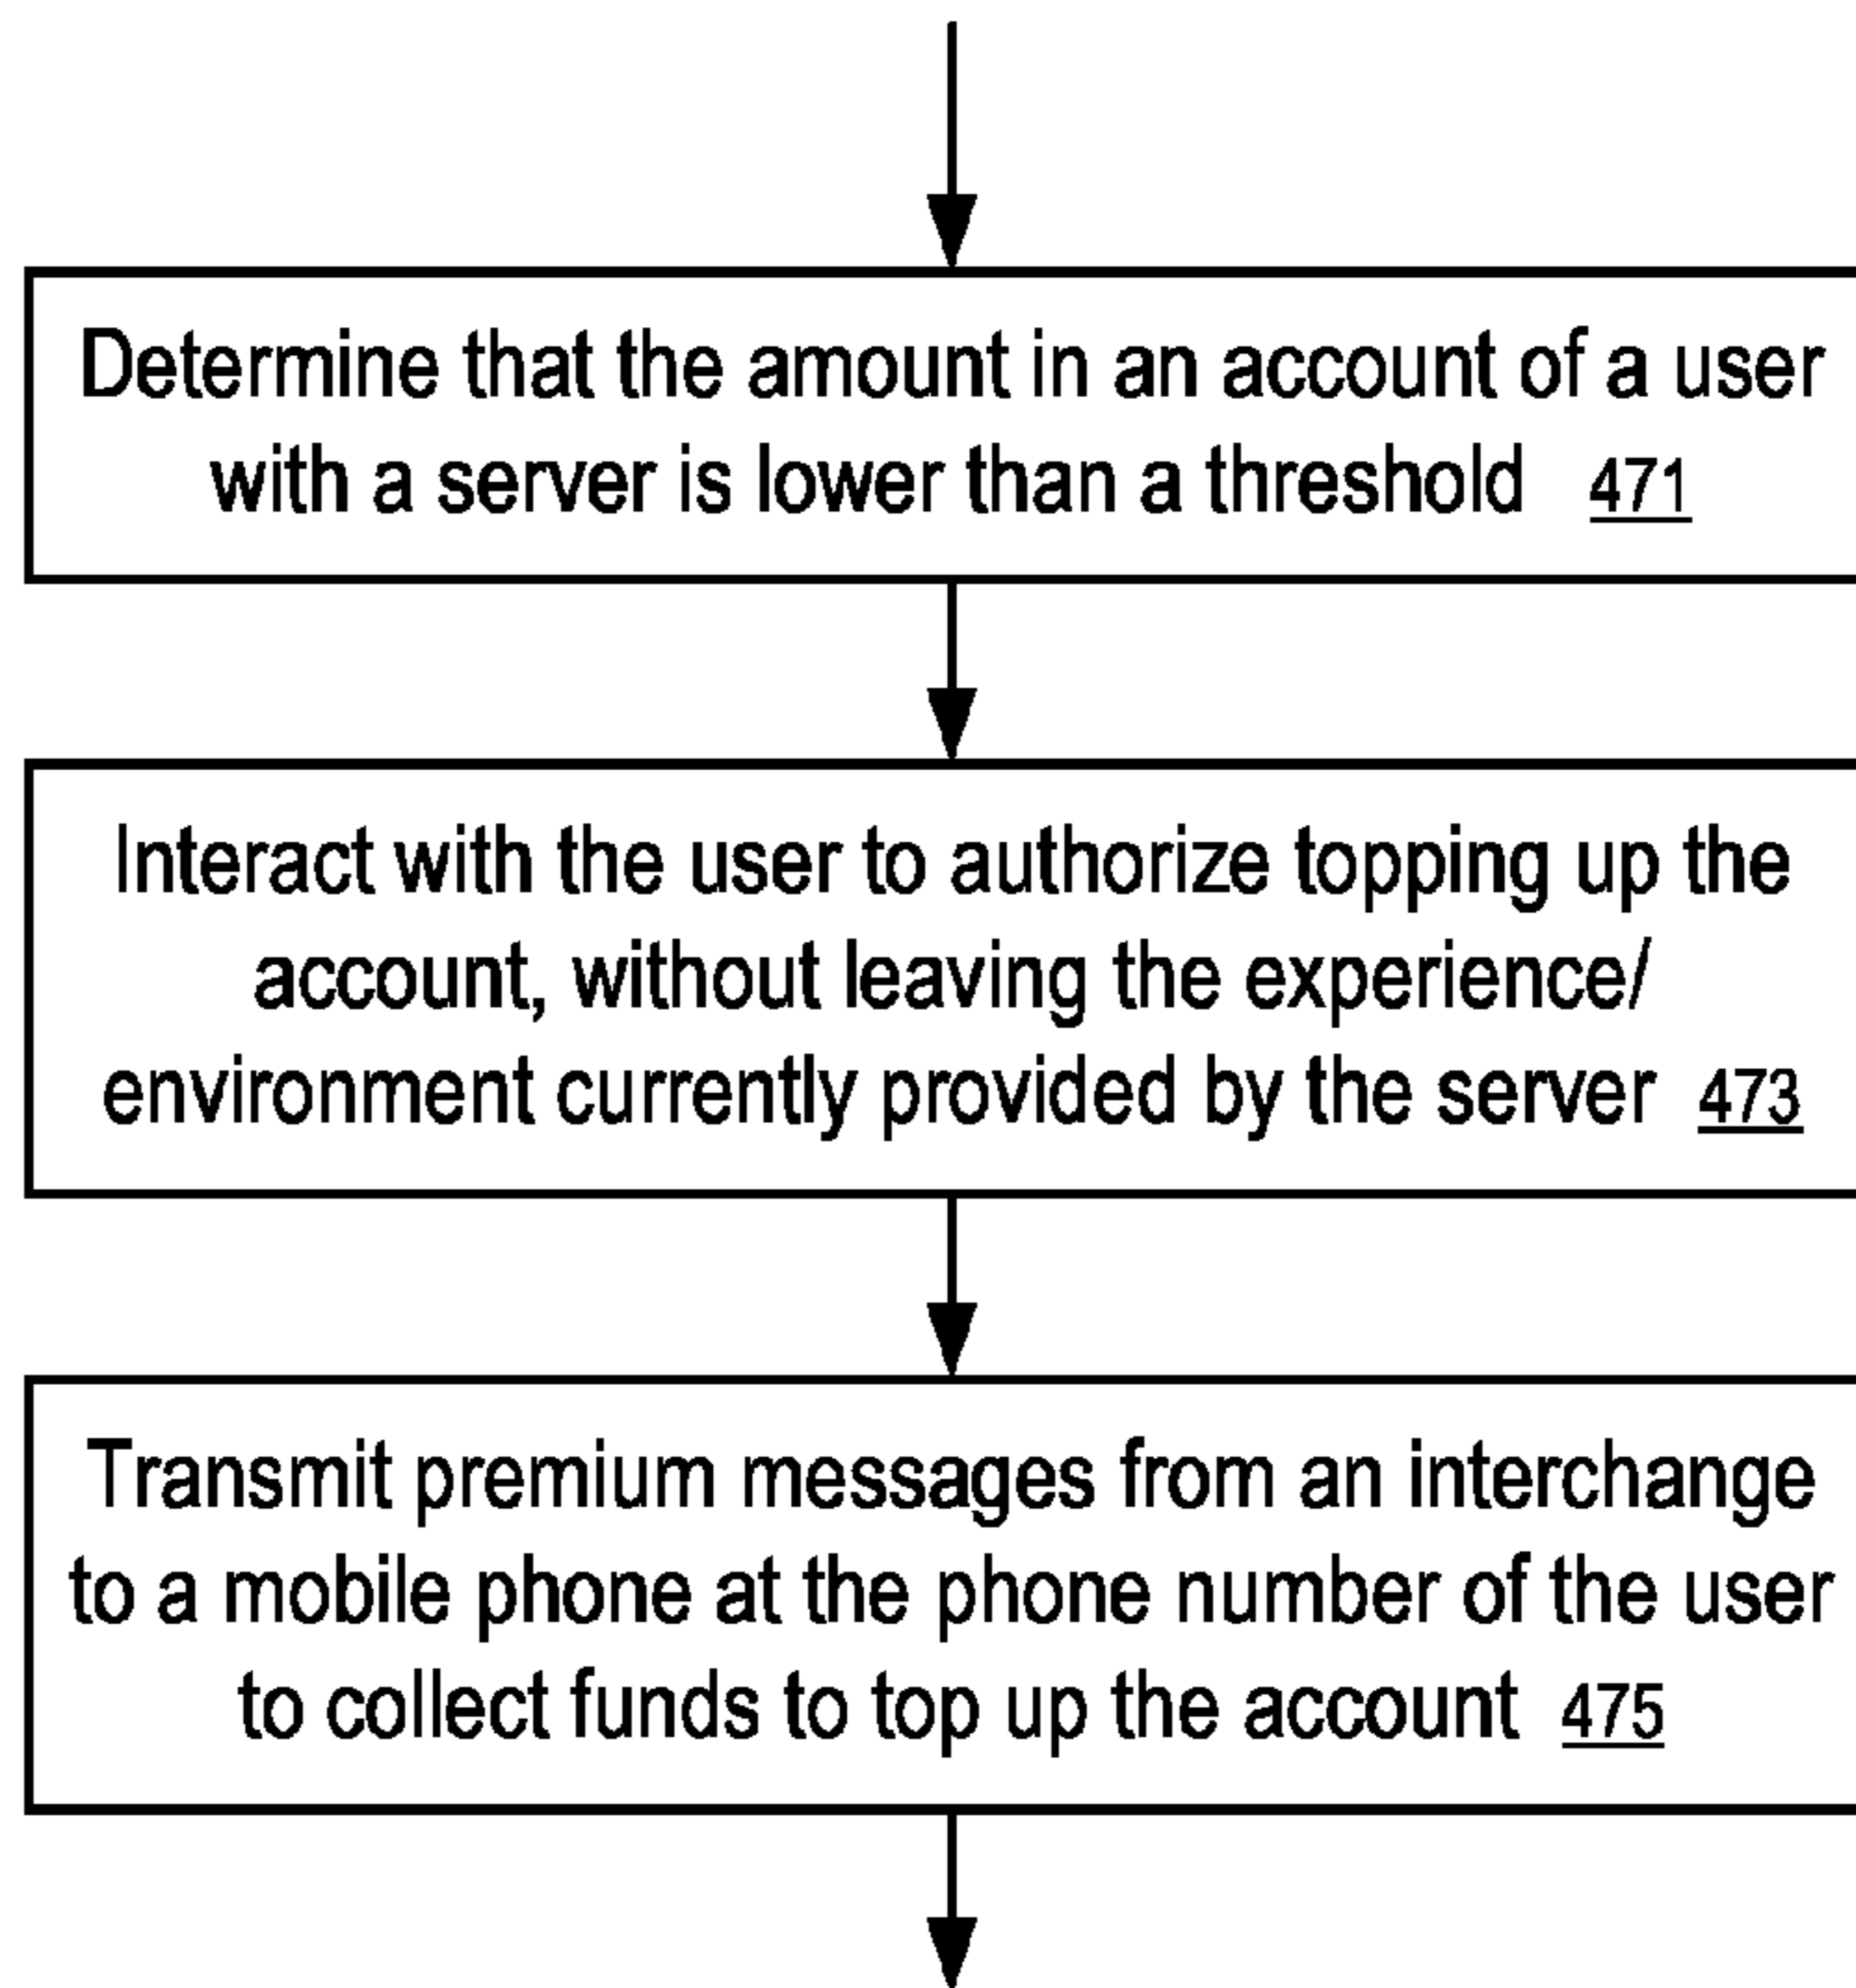 Determine that the amount in an account of a user
with a server is lower than a threshold 471
Interact with the user to authorize topping up the
account, without leaving the experience/
environment currently provided by the server 473
Transmit premium messages from an interchange
to a mobile phone at the phone number of the user
to collect funds to top up the account 475